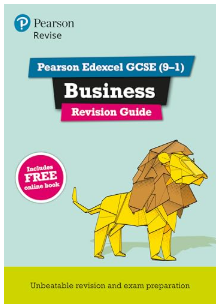 Pearson
Revise
Pearson Edexcel GCSE (9–1)
Business
Revision Guide
Includes
FREE
online book
Unbeatable revision and exam preparation